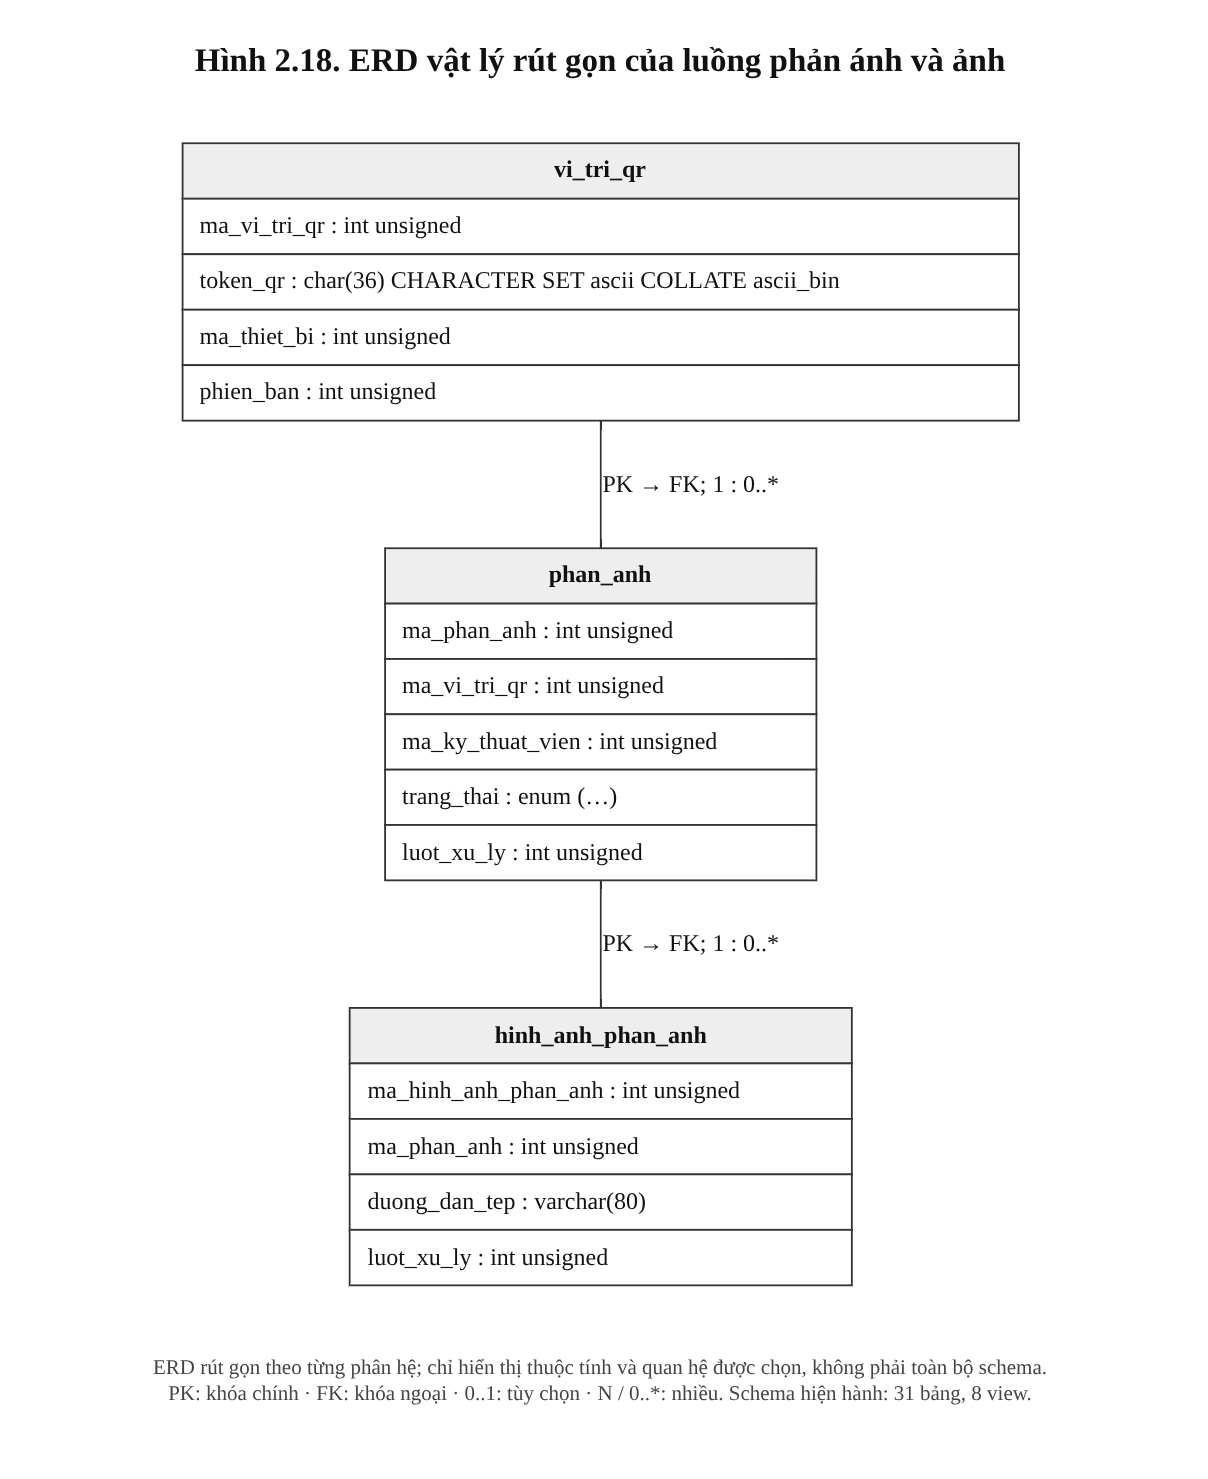 Hình 2.18. ERD vật lý rút gọn của luồng phản ánh và ảnh
vi_tri_qr
ma_vi_tri_qr : int unsigned
token_qr : char(36) CHARACTER SET ascii COLLATE ascii_bin
ma_thiet_bi : int unsigned
phien_ban : int unsigned
PK → FK; 1 : 0..*
phan_anh
ma_phan_anh : int unsigned
ma_vi_tri_qr : int unsigned
ma_ky_thuat_vien : int unsigned
trang_thai : enum (…)
luot_xu_ly : int unsigned
PK → FK; 1 : 0..*
hinh_anh_phan_anh
ma_hinh_anh_phan_anh : int unsigned
ma_phan_anh : int unsigned
duong_dan_tep : varchar(80)
luot_xu_ly : int unsigned
ERD rút gọn theo từng phân hệ; chỉ hiển thị thuộc tính và quan hệ được chọn, không phải toàn bộ schema.
PK: khóa chính · FK: khóa ngoại · 0..1: tùy chọn · N / 0..*: nhiều. Schema hiện hành: 31 bảng, 8 view.